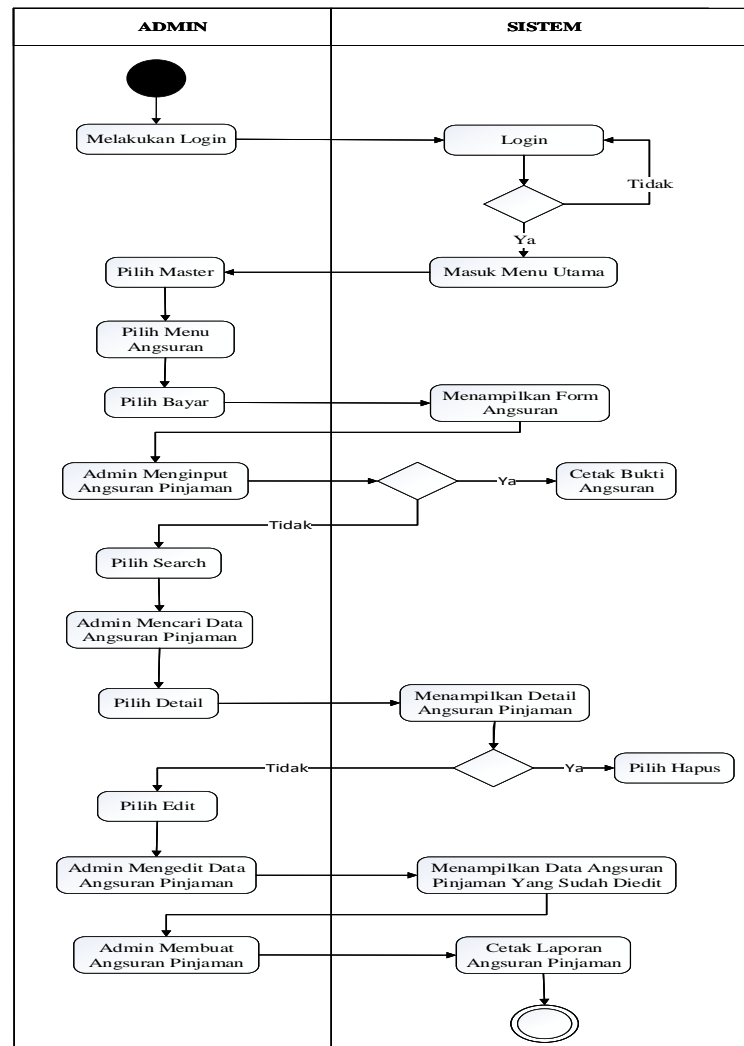 ADMIN
SISTEM
Melakukan Login
Login
Tidak
Ya
Pilih Master
Masuk Menu Utama
Pilih Menu
Angsuran
Pilih Bayar
Menampilkan Form
Angsuran
Admin Menginput
Angsuran Pinjaman
Ya
Cetak Bukti
Angsuran
Tidak
Pilih Search
Admin Mencari Data
Angsuran Pinjaman
Pilih Detail
Menampilkan Detail
Angsuran Pinjaman
Tidak
Ya
Pilih Hapus
Pilih Edit
Admin Mengedit Data
Angsuran Pinjaman
Menampilkan Data Angsuran
Pinjaman Yang Sudah Diedit
Admin Membuat
Angsuran Pinjaman
Cetak Laporan
Angsuran Pinjaman